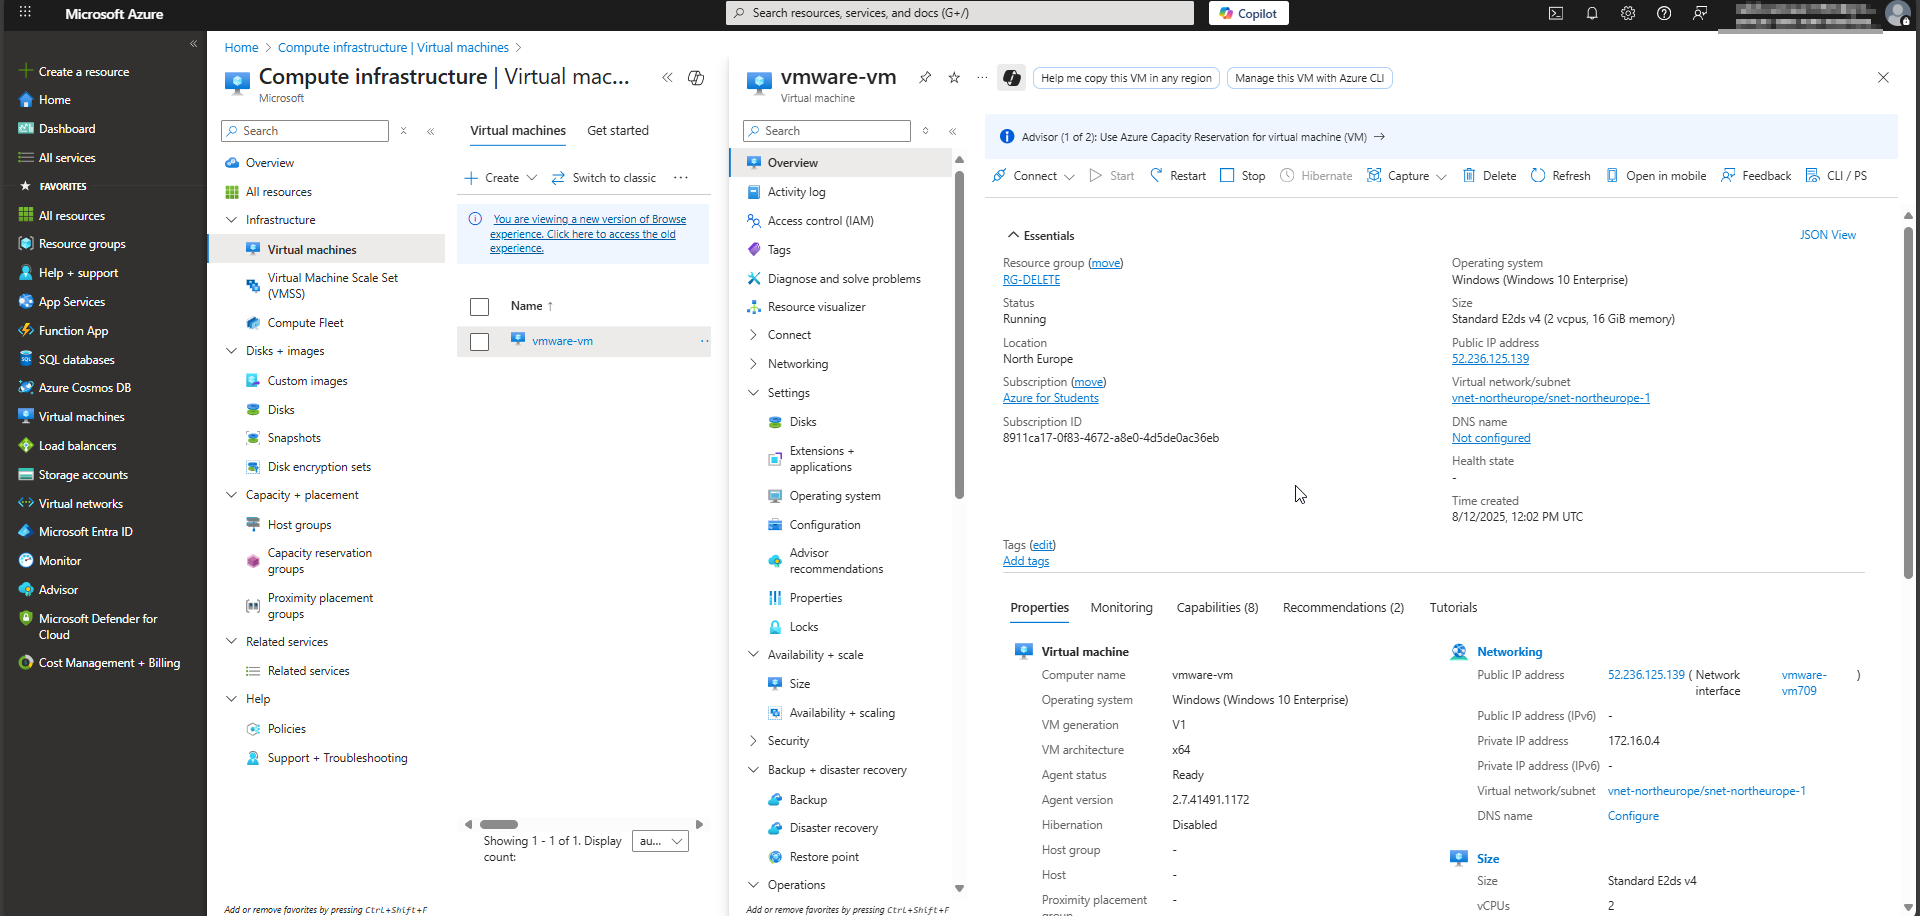 Microsoft Azure
Search resources, services, and docs (G+/)
Copilot
Create a resource
Home
Dashboard
All services
FAVORITES
All resources
Resource groups
Help + support
App Services
Function App
SQL databases
Azure Cosmos DB
Virtual machines
Load balancers
Storage accounts
Virtual networks
Microsoft Entra ID
Monitor
Advisor
Microsoft Defender for
Cloud
Cost Management + Billing
Home > Compute infrastructure | Virtual machines >
Compute infrastructure | Virtual mac...
Microsoft
Search
Overview
All resources
Infrastructure
Virtual machines
Virtual Machine Scale Set
(VMSS)
Compute Fleet
Disks + images
Custom images
Disks
Snapshots
Disk encryption sets
Capacity + placement
Host groups
Capacity reservation
groups
Proximity placement
groups
Related services
Related services
Help
Policies
Support + Troubleshooting
Add or remove favorites by pressing Ctrl+Shift+F
Virtual machines
Get started
Create
Switch to classic
...
You are viewing a new version of Browse
experience. Click here to access the old
experience.
Name ↑
vmware-vm
Showing 1 - 1 of 1. Display
count:
au...
vmware-vm
Virtual machine
...
Help me copy this VM in any region
Manage this VM with Azure CLI
Search
Overview
Activity log
Access control (IAM)
Tags
Diagnose and solve problems
Resource visualizer
Connect
Networking
Settings
Disks
Extensions +
applications
Operating system
Configuration
Advisor
recommendations
Properties
Locks
Availability + scale
Size
Availability + scaling
Security
Backup + disaster recovery
Backup
Disaster recovery
Restore point
Operations
Add or remove favorites by pressing Ctrl+Shift+F
Advisor (1 of 2): Use Azure Capacity Reservation for virtual machine (VM) →
Connect
Start
Restart
Stop
Hibernate
Capture
Delete
Refresh
Open in mobile
Feedback
CLI / PS
Essentials
JSON View
Resource group (move)
RG-DELETE
Status
Running
Location
North Europe
Subscription (move)
Azure for Students
Subscription ID
8911ca17-0f83-4672-a8e0-4d5de0ac36eb
Operating system
Windows (Windows 10 Enterprise)
Size
Standard E2ds v4 (2 vcpus, 16 GiB memory)
Public IP address
52.236.125.139
Virtual network/subnet
vnet-northeurope/snet-northeurope-1
DNS name
Not configured
Health state
-
Time created
8/12/2025, 12:02 PM UTC
Tags (edit)
Add tags
Properties
Monitoring
Capabilities (8)
Recommendations (2)
Tutorials
Virtual machine
Computer name vmware-vm
Operating system Windows (Windows 10 Enterprise)
VM generation V1
VM architecture x64
Agent status Ready
Agent version 2.7.41491.1172
Hibernation Disabled
Host group -
Host -
Proximity placement -
group
Networking
Public IP address 52.236.125.139 ( Network vmware- )
interface vm709
Public IP address (IPv6) -
Private IP address 172.16.0.4
Private IP address (IPv6) -
Virtual network/subnet vnet-northeurope/snet-northeurope-1
DNS name Configure
Size
Size Standard E2ds v4
vCPUs 2